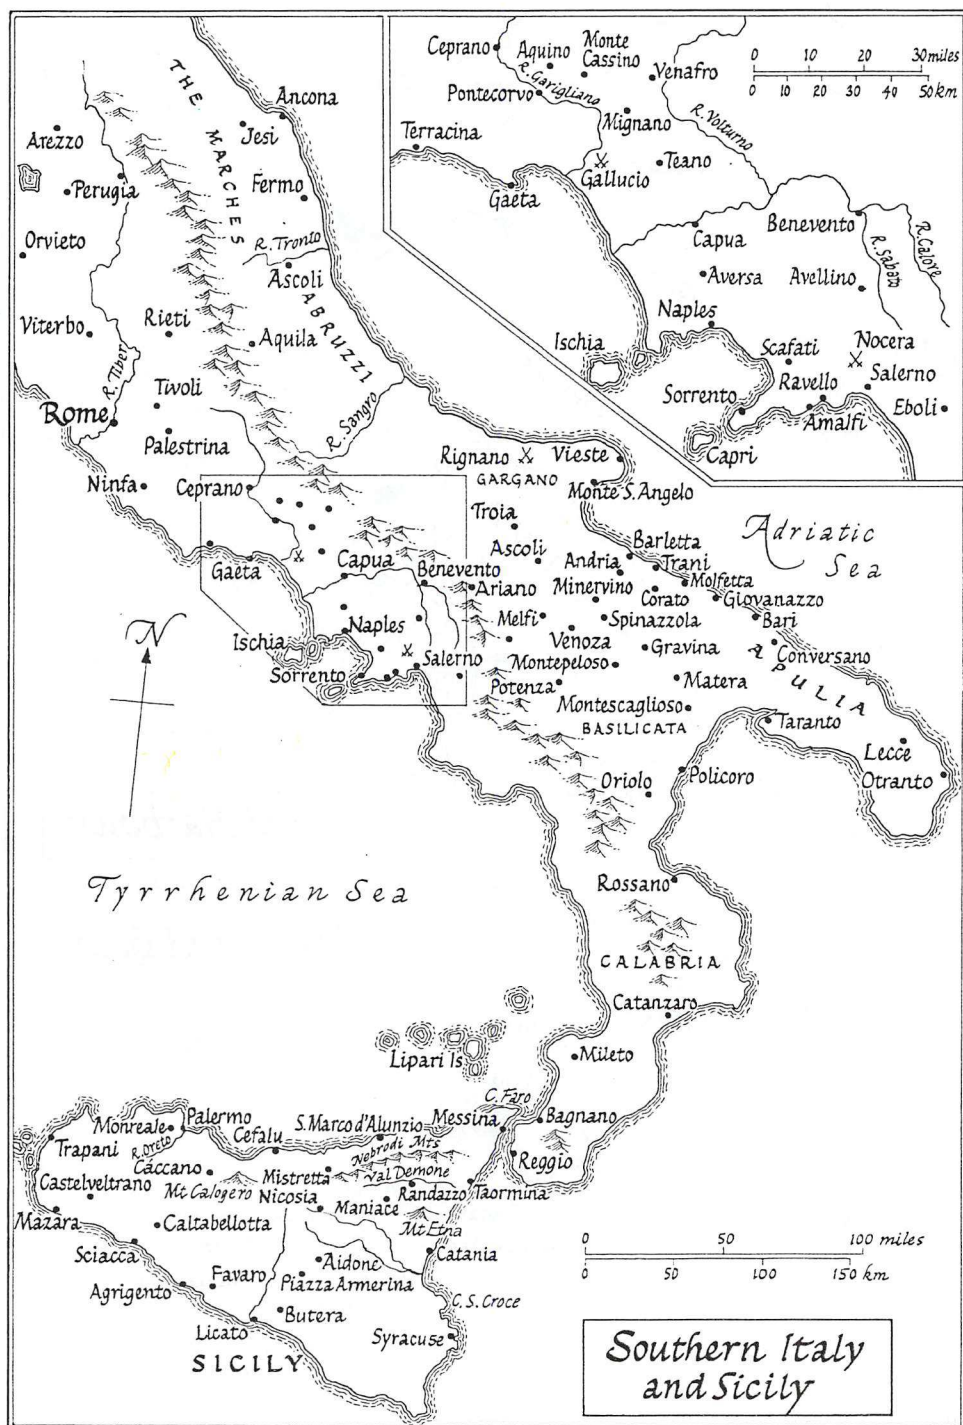 THE MARCHES
Ancona
Jesi
Arezzo
Perugia
Fermo
Orvieto
R. Tronto
Ascoli
ABRUZZI
Viterbo
Rieti
Aquila
R. Tiber
Tivoli
Rome
R. Sangro
Palestrina
Ninfa
Ceprano
Rignano
Vieste
GARGANO
Monte S. Angelo
Troia
Adriatic
Sea
Ascoli
Barletta
Andria
Trani
Gaeta
Capua
Benevento
Ariano
Minervino
Molfetta
Corato
Giovanazzo
Melfi
Spinazzola
Bari
Naples
Venoza
Ischia
Salerno
Gravina
Conversano
Sorrento
Montepeloso
APULLIA
Potenza
Matera
Montescaglioso
BASILICATA
Taranto
N
Lecce
Oriolo
Policoro
Otranto
Tyrrhenian Sea
Rossano
CALABRIA
Catanzaro
Lipari Is
Mileto
C. Faro
Monreale
Palermo
S. Marco d'Alunzio
Messina
Bagnano
Trapani
R. Oreto
Cefalu
Nebrodi Mts
Reggio
Caccano
Mistretta
Val Demone
Castelveltrano
Mt Calogero
Nicosia
Randazzo
Taormina
Maniace
Mazara
Caltabellotta
Mt Etna
Sciacca
Aidone
Catania
Favaro
Piazza Armerina
Agrigento
C. S. Croce
Butera
Licato
Syracuse
SICILY
0 50 100 miles
0 50 100 150 km
Southern Italy
and Sicily
Ceprano
Aquino
Monte
Cassino
0 10 20 30 miles
0 10 20 30 40 50 km
R. Garigliano
Venafro
Pontecorvo
R. Volturno
Mignano
Terracina
Teano
Gallucio
Gaeta
Capua
Benevento
R. Calore
R. Sabato
Aversa
Avellino
Naples
Ischia
Scafati
Nocera
Ravello
Salerno
Sorrento
Eboli
Amalfi
Capri